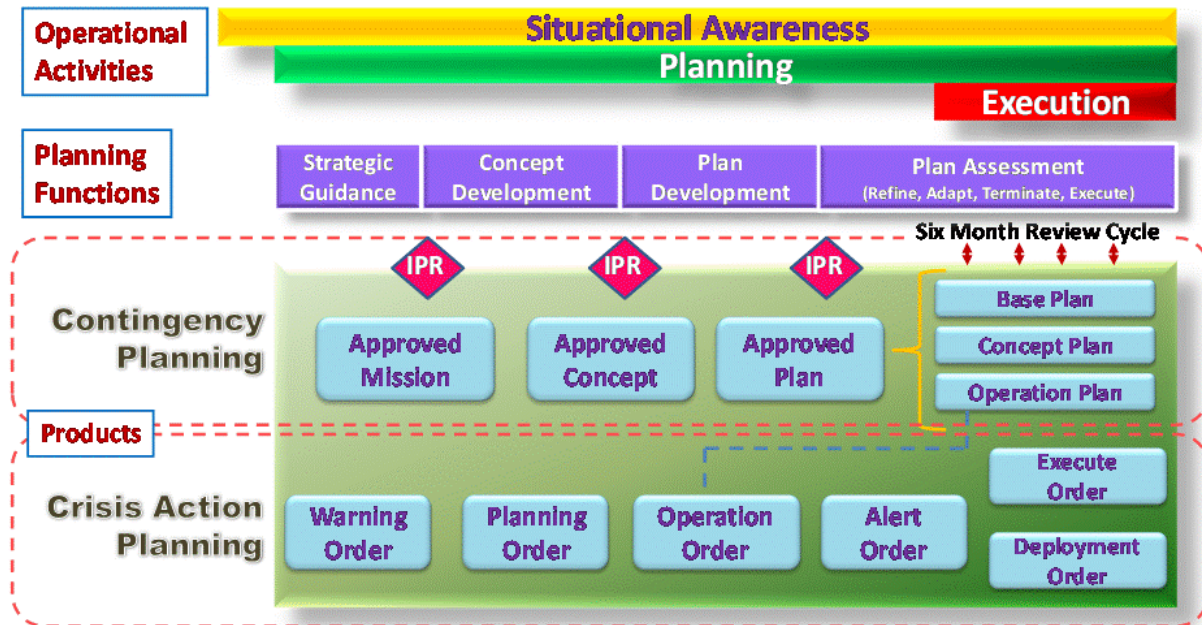 Operational
Activities
Situational Awareness
Planning
Execution
Planning
Functions
Strategic
Guidance
Concept
Development
Plan
Development
Plan Assessment
(Refine, Adapt, Terminate, Execute)
Six Month Review Cycle
IPR
IPR
IPR
Contingency
Planning
Approved
Mission
Approved
Concept
Approved
Plan
Base Plan
Concept Plan
Operation Plan
Products
Crisis Action
Planning
Warning
Order
Planning
Order
Operation
Order
Alert
Order
Execute
Order
Deployment
Order